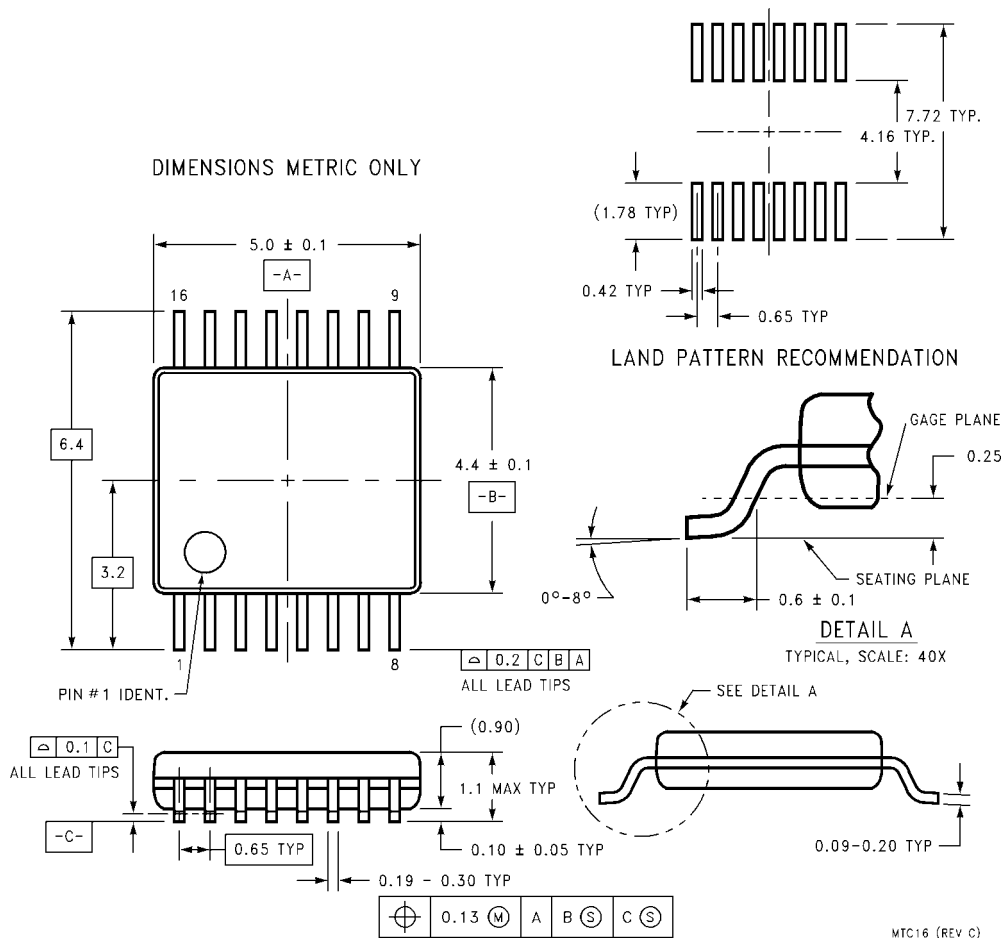 7.72 TYP.
4.16 TYP.
DIMENSIONS METRIC ONLY
(1.78 TYP)
5.0 ± 0.1
-A-
0.42 TYP
0.65 TYP
16
9
LAND PATTERN RECOMMENDATION
GAGE PLANE
6.4
4.4 ± 0.1
0.25
-B-
3.2
SEATING PLANE
0°-8°
0.6 ± 0.1
DETAIL A
TYPICAL, SCALE: 40X
1
8
⌓ 0.2 C B A
ALL LEAD TIPS
PIN #1 IDENT.
SEE DETAIL A
(0.90)
⌓ 0.1 C
ALL LEAD TIPS
1.1 MAX TYP
-C-
0.65 TYP
0.10 ± 0.05 TYP
0.09-0.20 TYP
0.19 - 0.30 TYP
⌖ 0.13 Ⓜ A B Ⓢ C Ⓢ
MTC16 (REV C)